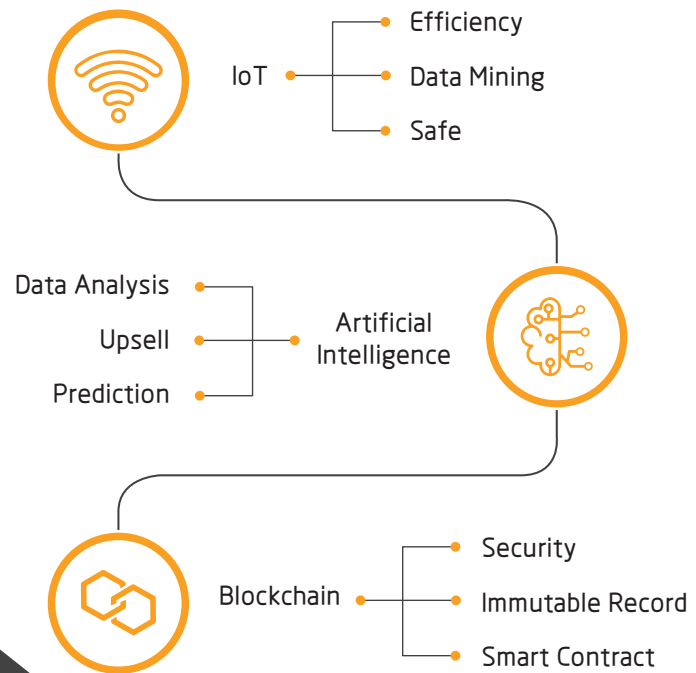 Efficiency
IoT
Data Mining
Safe
Data Analysis
Upsell
Prediction
Artificial
Intelligence
Security
Blockchain
Immutable Record
Smart Contract